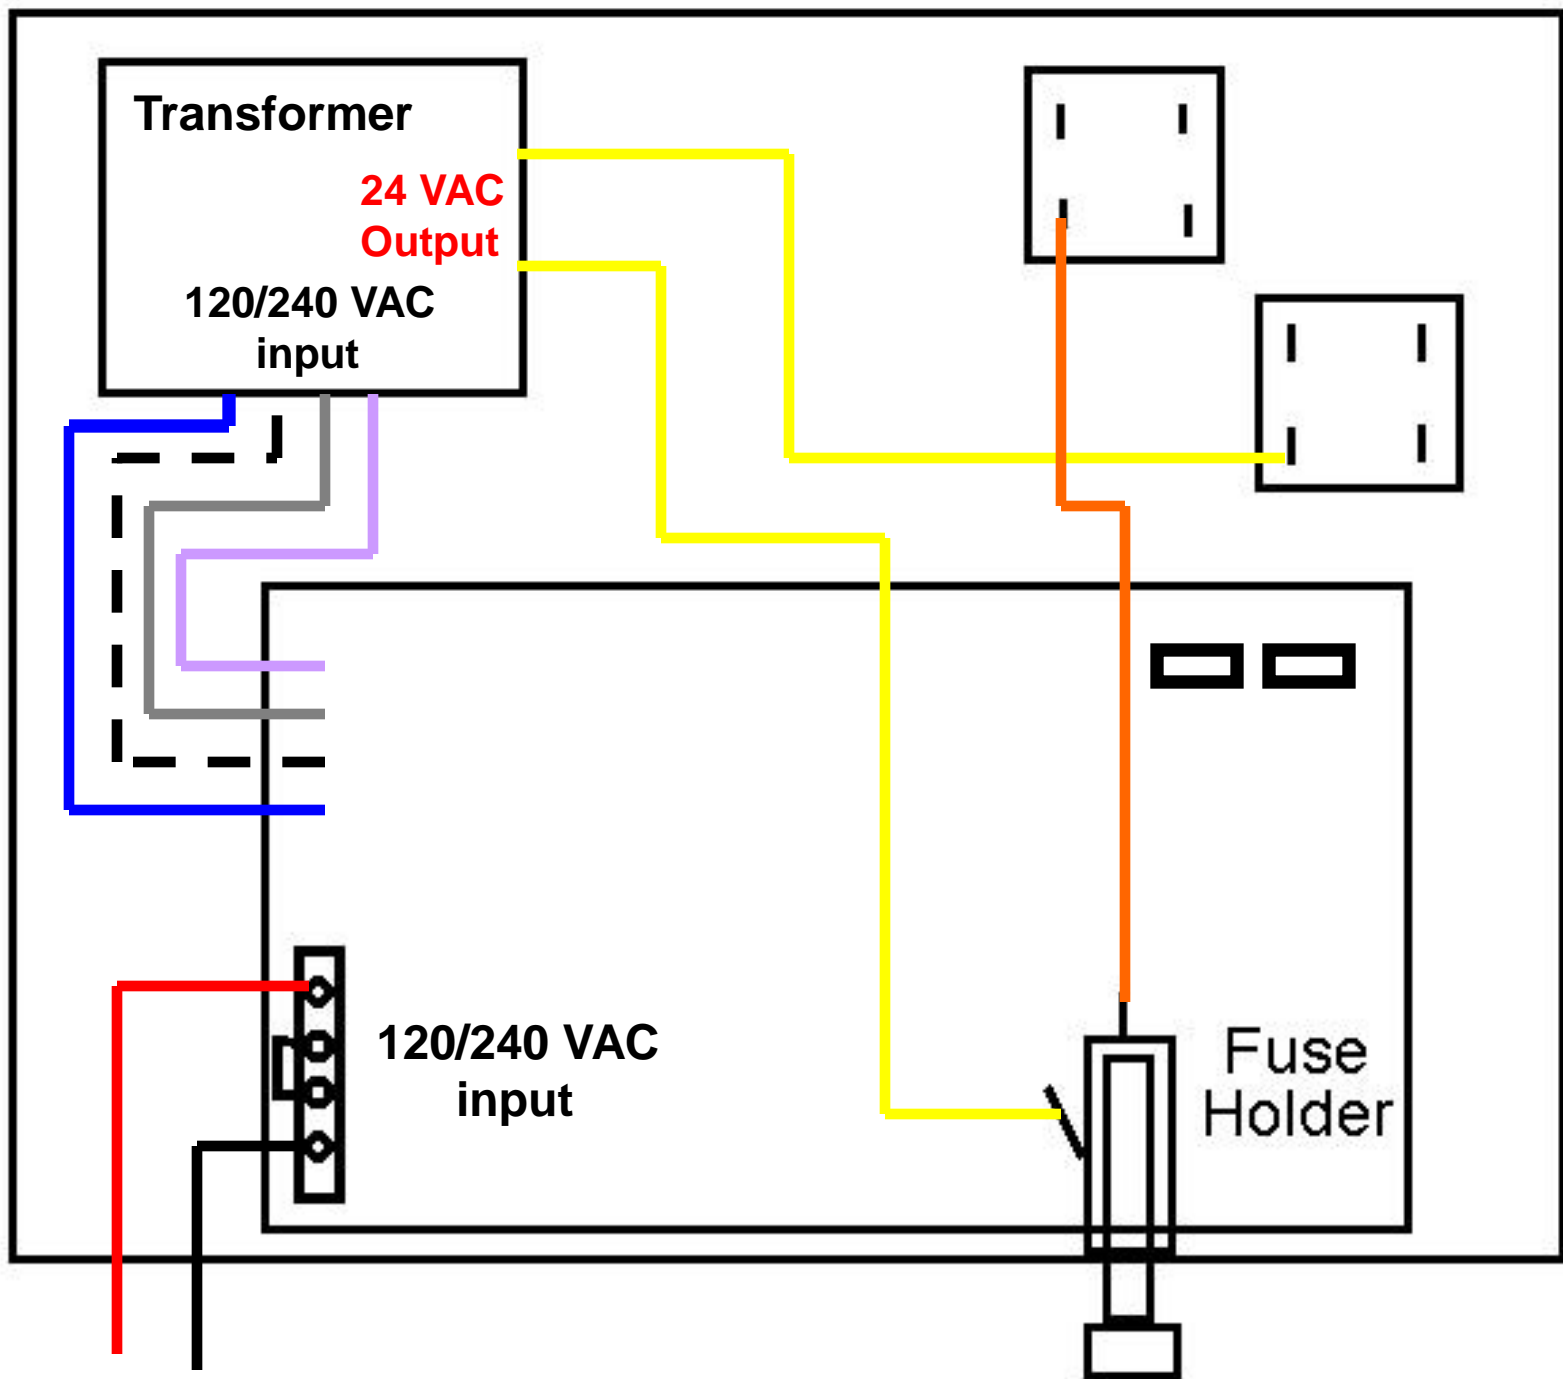 Transformer
24 VAC
Output
120/240 VAC
input
120/240 VAC
input
Fuse
Holder